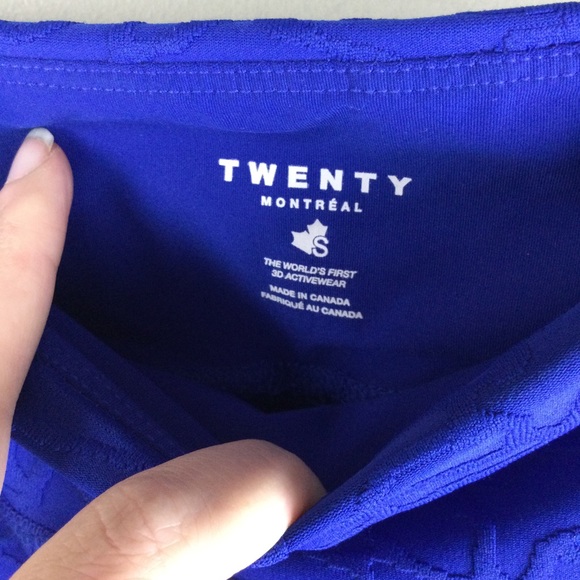 TWENTY
MONTRÉAL
S
THE WORLD'S FIRST
3D ACTIVEWEAR
MADE IN CANADA
FABRIQUÉ AU CANADA